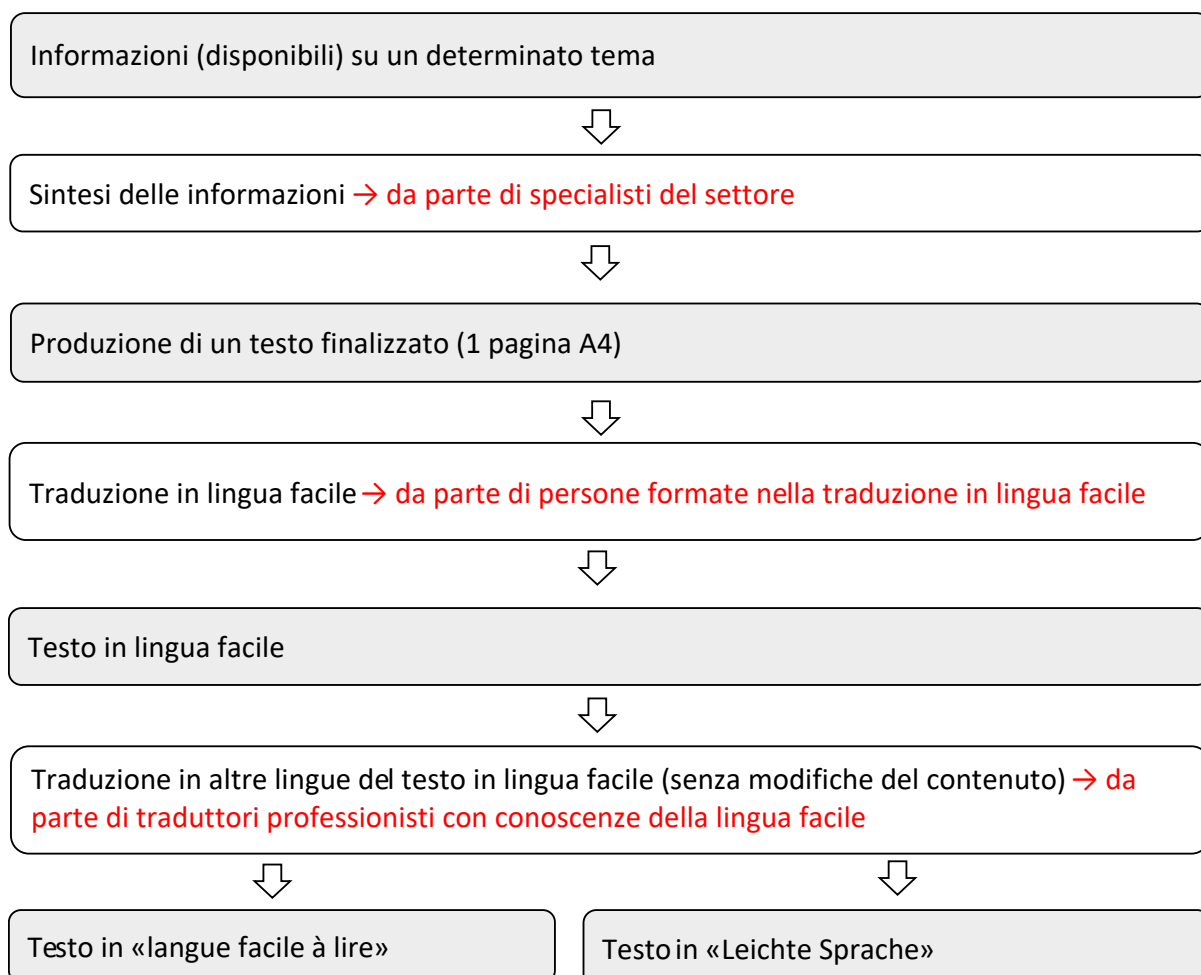 Informazioni (disponibili) su un determinato tema
Sintesi delle informazioni → da parte di specialisti del settore
Produzione di un testo finalizzato (1 pagina A4)
Traduzione in lingua facile → da parte di persone formate nella traduzione in lingua facile
Testo in lingua facile
Traduzione in altre lingue del testo in lingua facile (senza modifiche del contenuto) → da
parte di traduttori professionisti con conoscenze della lingua facile
Testo in «langue facile à lire»
Testo in «Leichte Sprache»